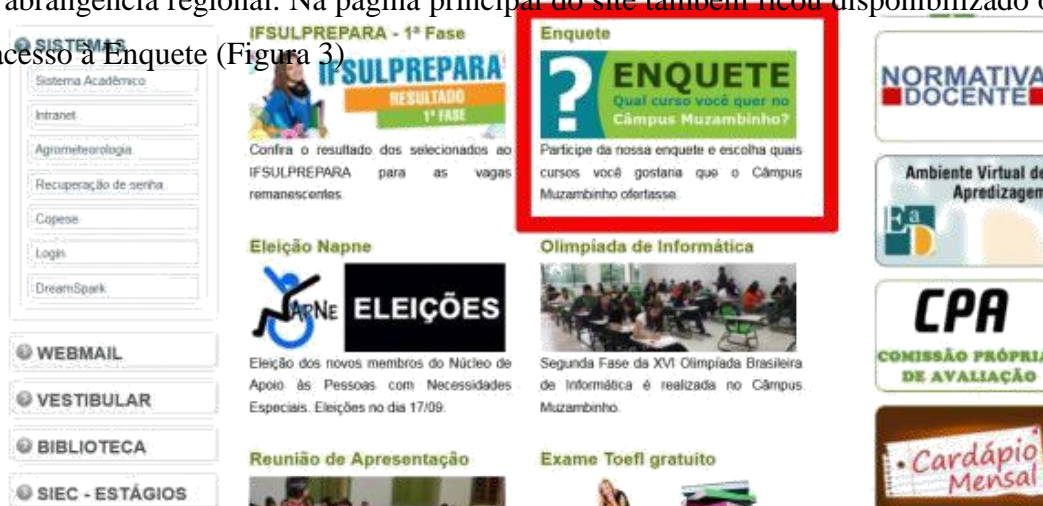 abrangência regional. Na página principal do site também ficou disponibilizado o
acesso à Enquete (Figura 3)
SISTEMAS
Sistema Acadêmico
Intranet
Agrometeorologia
Recuperação de senha
Copese
Login
DreamSpark
WEBMAIL
VESTIBULAR
BIBLIOTECA
SIEC - ESTÁGIOS
IFSULPREPARA - 1ª Fase
IFSULPREPARA
RESULTADO
1ª FASE
Confira o resultado dos selecionados ao
IFSULPREPARA para as vagas
remanescentes.
Eleição Napne
NAPNE ELEIÇÕES
Eleição dos novos membros do Núcleo de
Apoio às Pessoas com Necessidades
Especiais. Eleições no dia 17/09.
Reunião de Apresentação
Enquete
? ENQUETE
Qual curso você quer no
Câmpus Muzambinho?
Participe da nossa enquete e escolha quais
cursos você gostaria que o Câmpus
Muzambinho ofertasse.
Olimpíada de Informática
Segunda Fase da XVI Olimpíada Brasileira
de Informática é realizada no Câmpus
Muzambinho.
Exame Toefl gratuito
NORMATIVA
DOCENTE
Ambiente Virtual de
Apredizagem
EaD
CPA
COMISSÃO PRÓPRIA
DE AVALIAÇÃO
Cardápio
Mensal